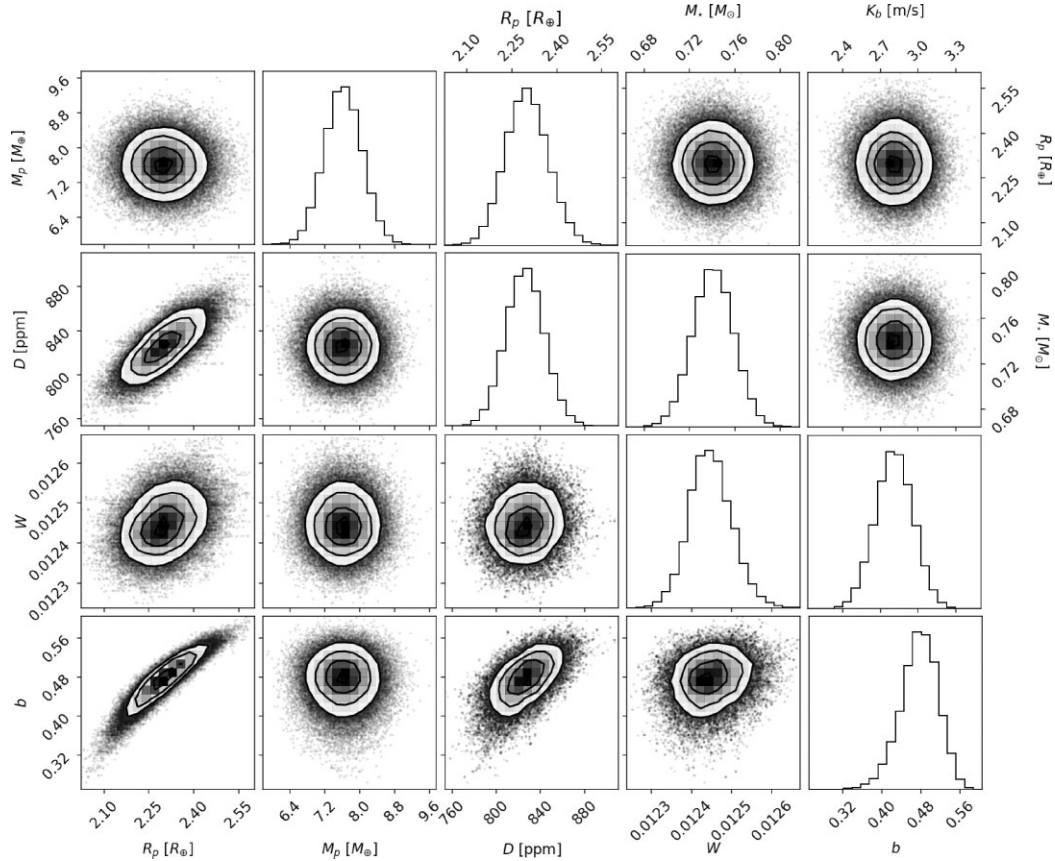 R_p [R_⊕]
2.10 2.25 2.40 2.55
M_⋆ [M_⊙]
0.68 0.72 0.76 0.80
K_b [m/s]
2.4 2.7 3.0 3.3
M_p [M_⊕]
9.6
8.8
8.0
7.2
6.4
2.55
2.40
2.25
2.10
R_p [R_⊕]
D [ppm]
880
840
800
760
0.80
0.76
0.72
0.68
M_⋆ [M_⊙]
W
0.0126
0.0125
0.0124
0.0123
b
0.56
0.48
0.40
0.32
2.10 2.25 2.40 2.55
6.4 7.2 8.0 8.8 9.6
760 800 840 880
0.0123 0.0124 0.0125 0.0126
0.32 0.40 0.48 0.56
R_p [R_⊕] M_p [M_⊕] D [ppm] W b